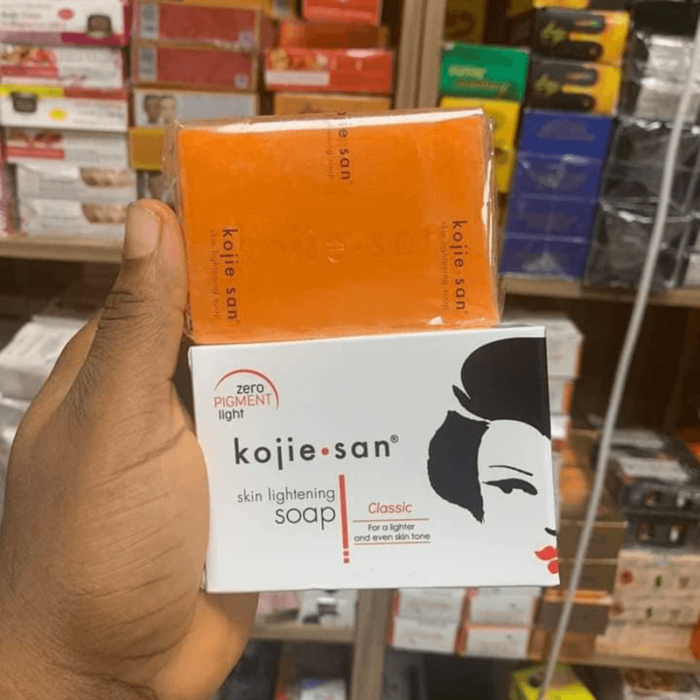 kojie san
kojie san
skin lightening soap
kojie san
skin lightening soap
zero
PIGMENT
light
kojie•san®
skin lightening
soap
Classic
For a lighter
and even skin tone